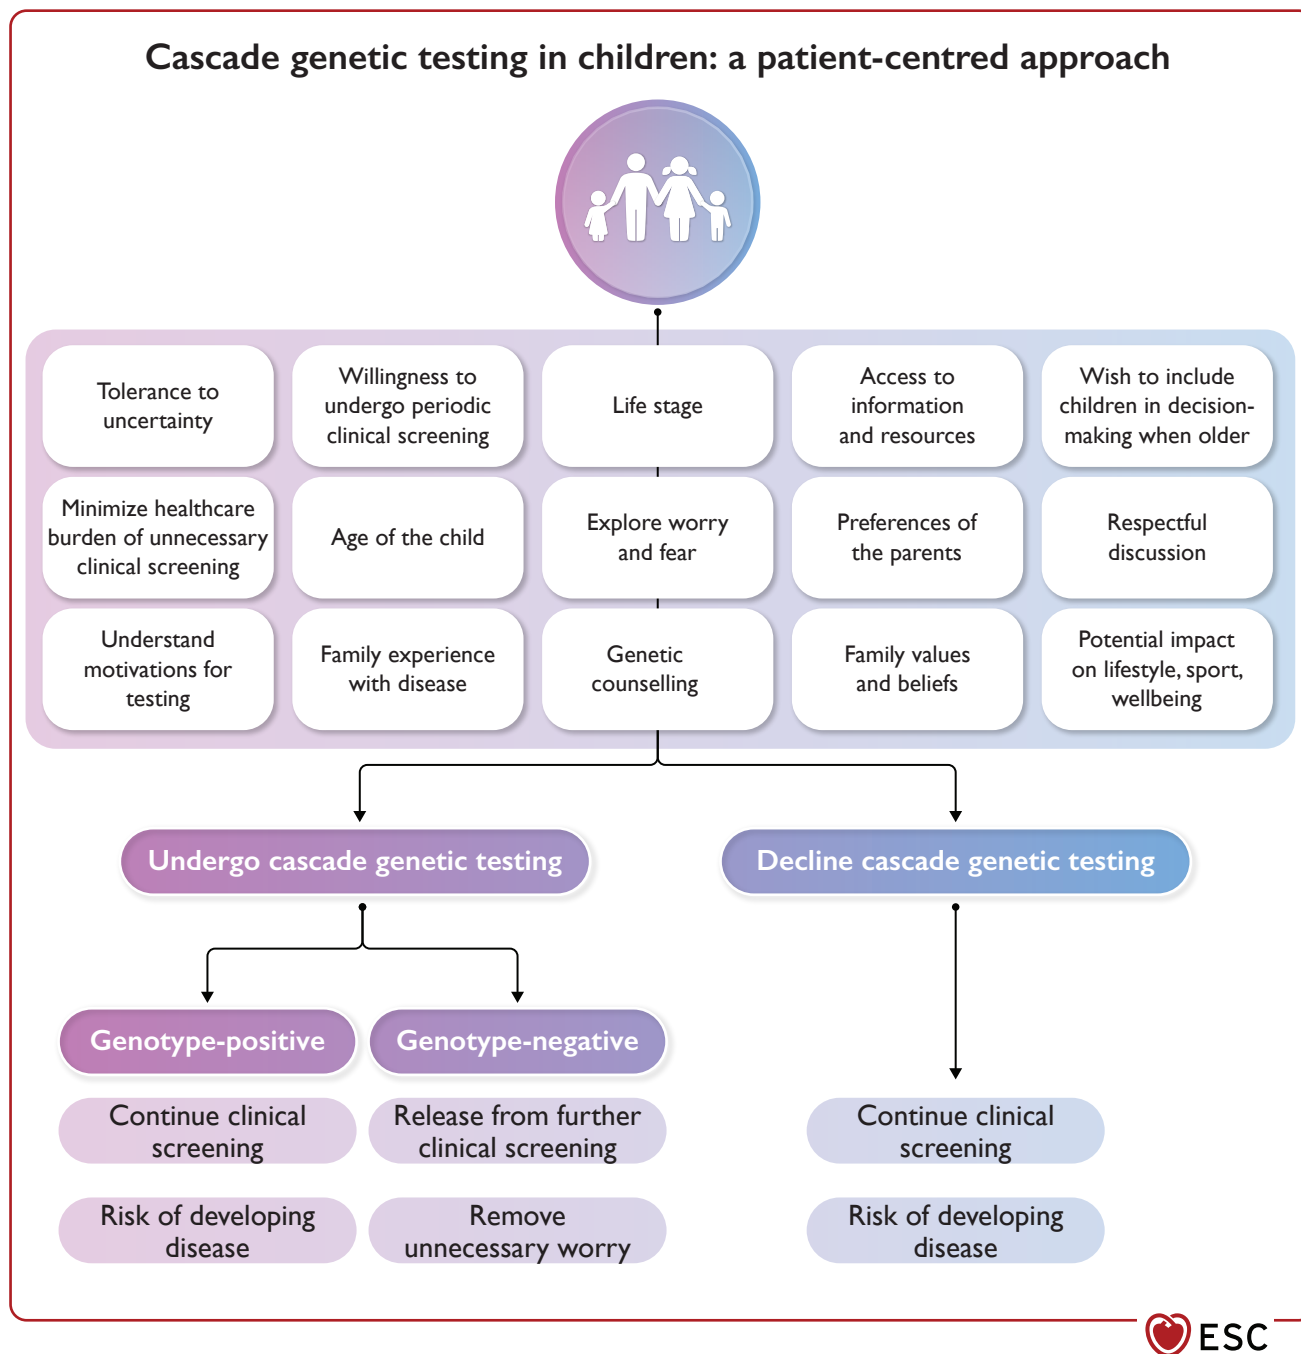 Cascade genetic testing in children: a patient-centred approach
Tolerance to
uncertainty
Willingness to
undergo periodic
clinical screening
Life stage
Access to
information
and resources
Wish to include
children in decision-
making when older
Minimize healthcare
burden of unnecessary
clinical screening
Age of the child
Explore worry
and fear
Preferences of
the parents
Respectful
discussion
Understand
motivations for
testing
Family experience
with disease
Genetic
counselling
Family values
and beliefs
Potential impact
on lifestyle, sport,
wellbeing
Undergo cascade genetic testing
Decline cascade genetic testing
Genotype-positive
Genotype-negative
Continue clinical
screening
Release from further
clinical screening
Continue clinical
screening
Risk of developing
disease
Remove
unnecessary worry
Risk of developing
disease
ESC